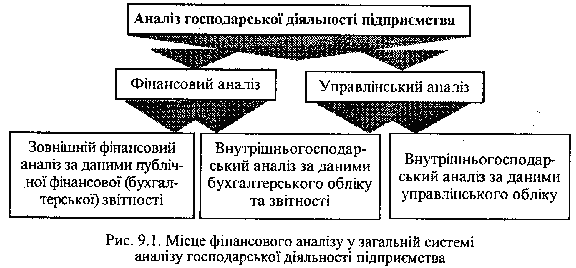 Аналіз господарської діяльності підприємства
Фінансовий аналіз
Управлінський аналіз
Зовнішній фінансовий
аналіз за даними публіч-
ної фінансової (бухгал-
терської) звітності
Внутрішньогосподар-
ський аналіз за даними
бухгалтерського обліку
та звітності
Внутрішньогосподар-
ський аналіз за даними
управлінського обліку
Рис. 9.1. Місце фінансового аналізу у загальній системі
аналізу господарської діяльності підприємства